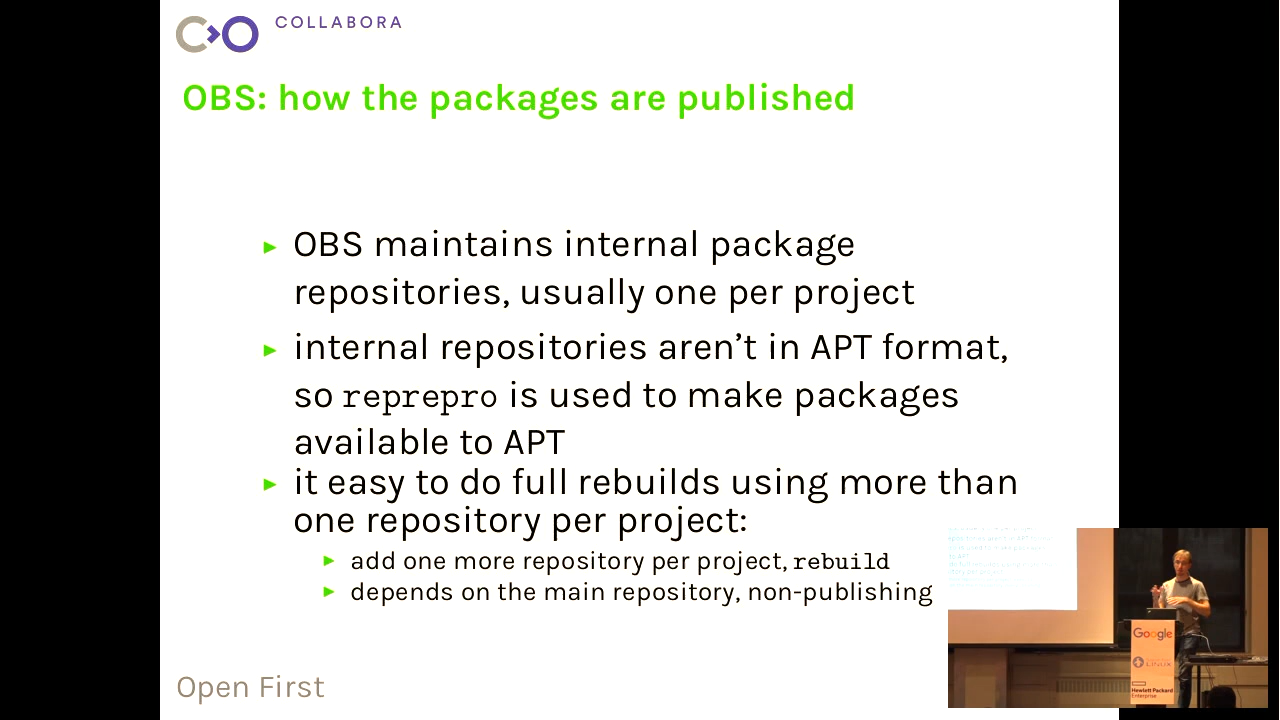 COLLABORA
OBS: how the packages are published
OBS maintains internal package
repositories, usually one per project
internal repositories aren’t in APT format,
so reprepro is used to make packages
available to APT
it easy to do full rebuilds using more than
one repository per project:
add one more repository per project, rebuild
depends on the main repository, non-publishing
Open First
Google
LINUX
Hewlett Packard
Enterprise